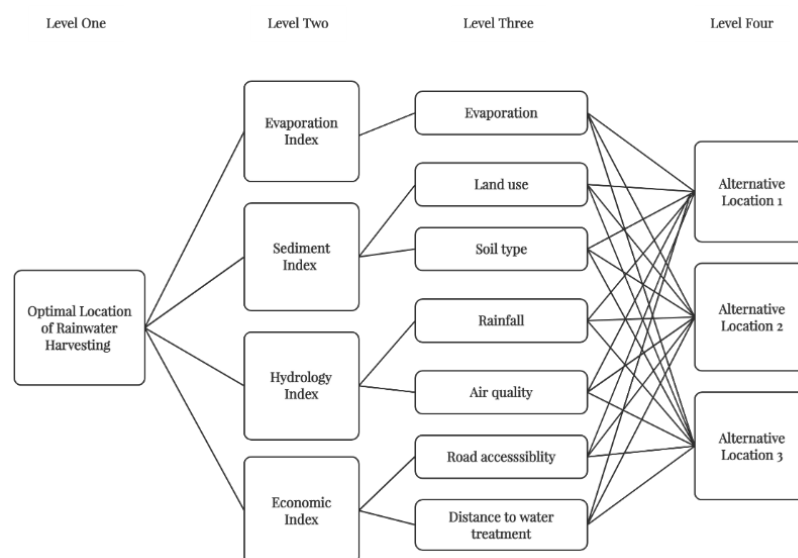 Level One
Level Two
Level Three
Level Four
Optimal Location
of Rainwater
Harvesting
Evaporation
Index
Sediment
Index
Hydrology
Index
Economic
Index
Evaporation
Land use
Soil type
Rainfall
Air quality
Road accesssiblity
Distance to water
treatment
Alternative
Location 1
Alternative
Location 2
Alternative
Location 3